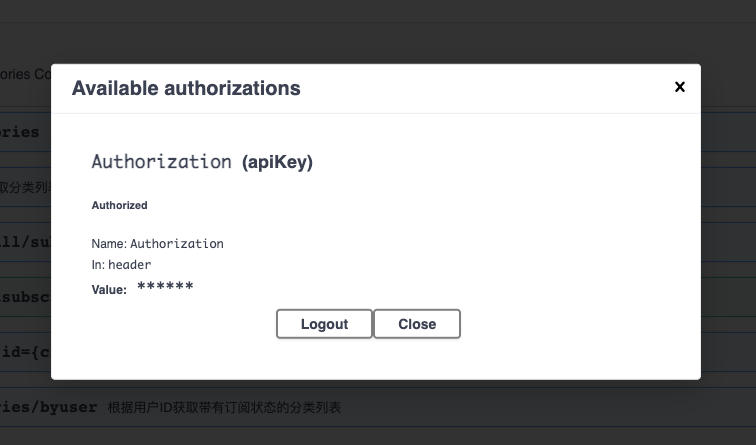 ories Co
Available authorizations
x
ories
Authorization (apiKey)
取分类列
Authorized
all/su
Name: Authorization
In: header
Value: ******
subsc
Logout
Close
id={c
ries/byuser 根据用户ID获取带有订阅状态的分类列表